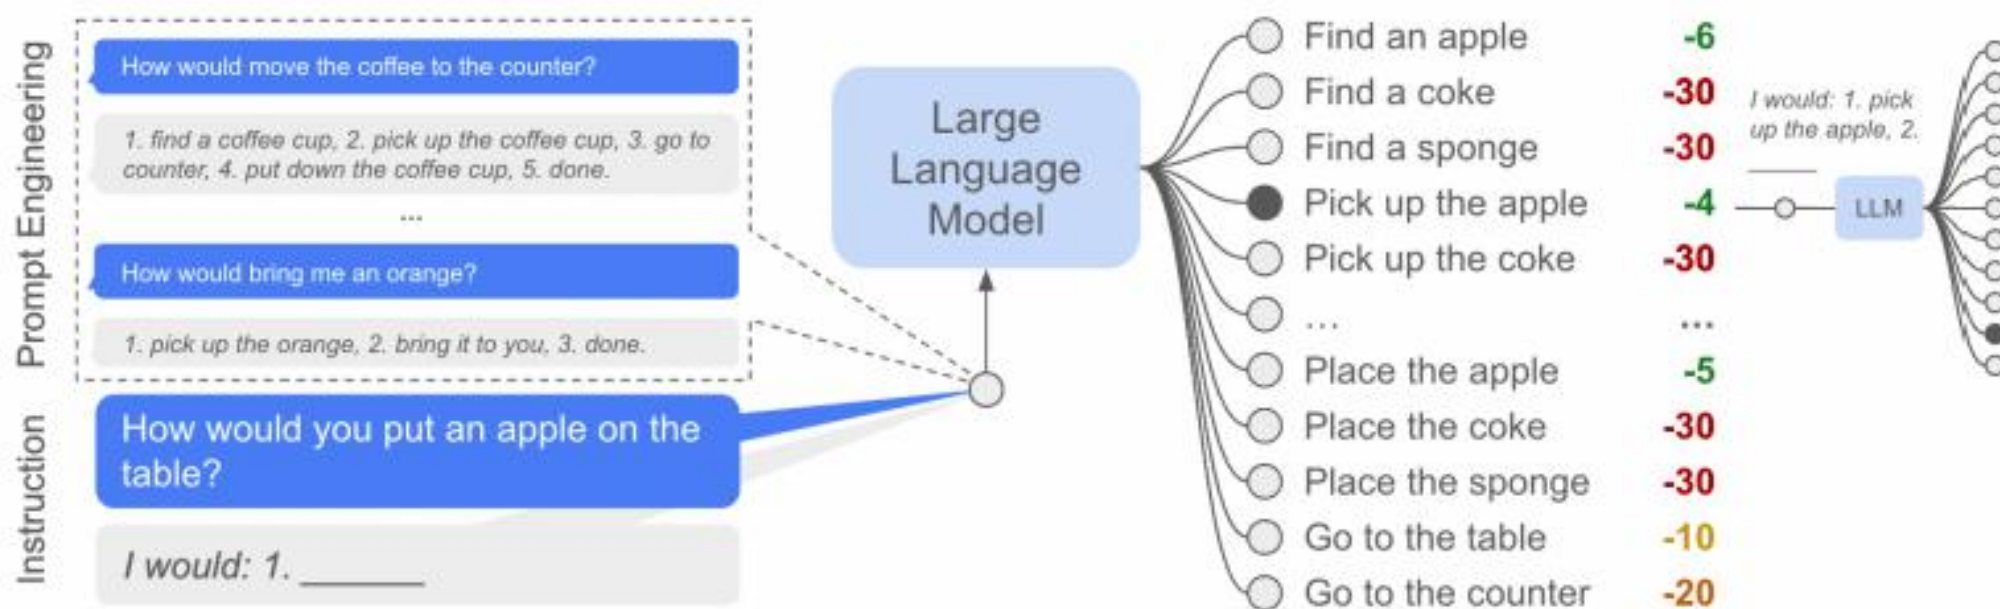 Prompt Engineering
How would move the coffee to the counter?
1. find a coffee cup, 2. pick up the coffee cup, 3. go to
counter, 4. put down the coffee cup, 5. done.
...
How would bring me an orange?
1. pick up the orange, 2. bring it to you, 3. done.
Instruction
How would you put an apple on the
table?
I would: 1. ______
Large
Language
Model
Find an apple -6
Find a coke -30
Find a sponge -30
Pick up the apple -4
Pick up the coke -30
... ...
Place the apple -5
Place the coke -30
Place the sponge -30
Go to the table -10
Go to the counter -20
I would: 1. pick
up the apple, 2.
____
LLM